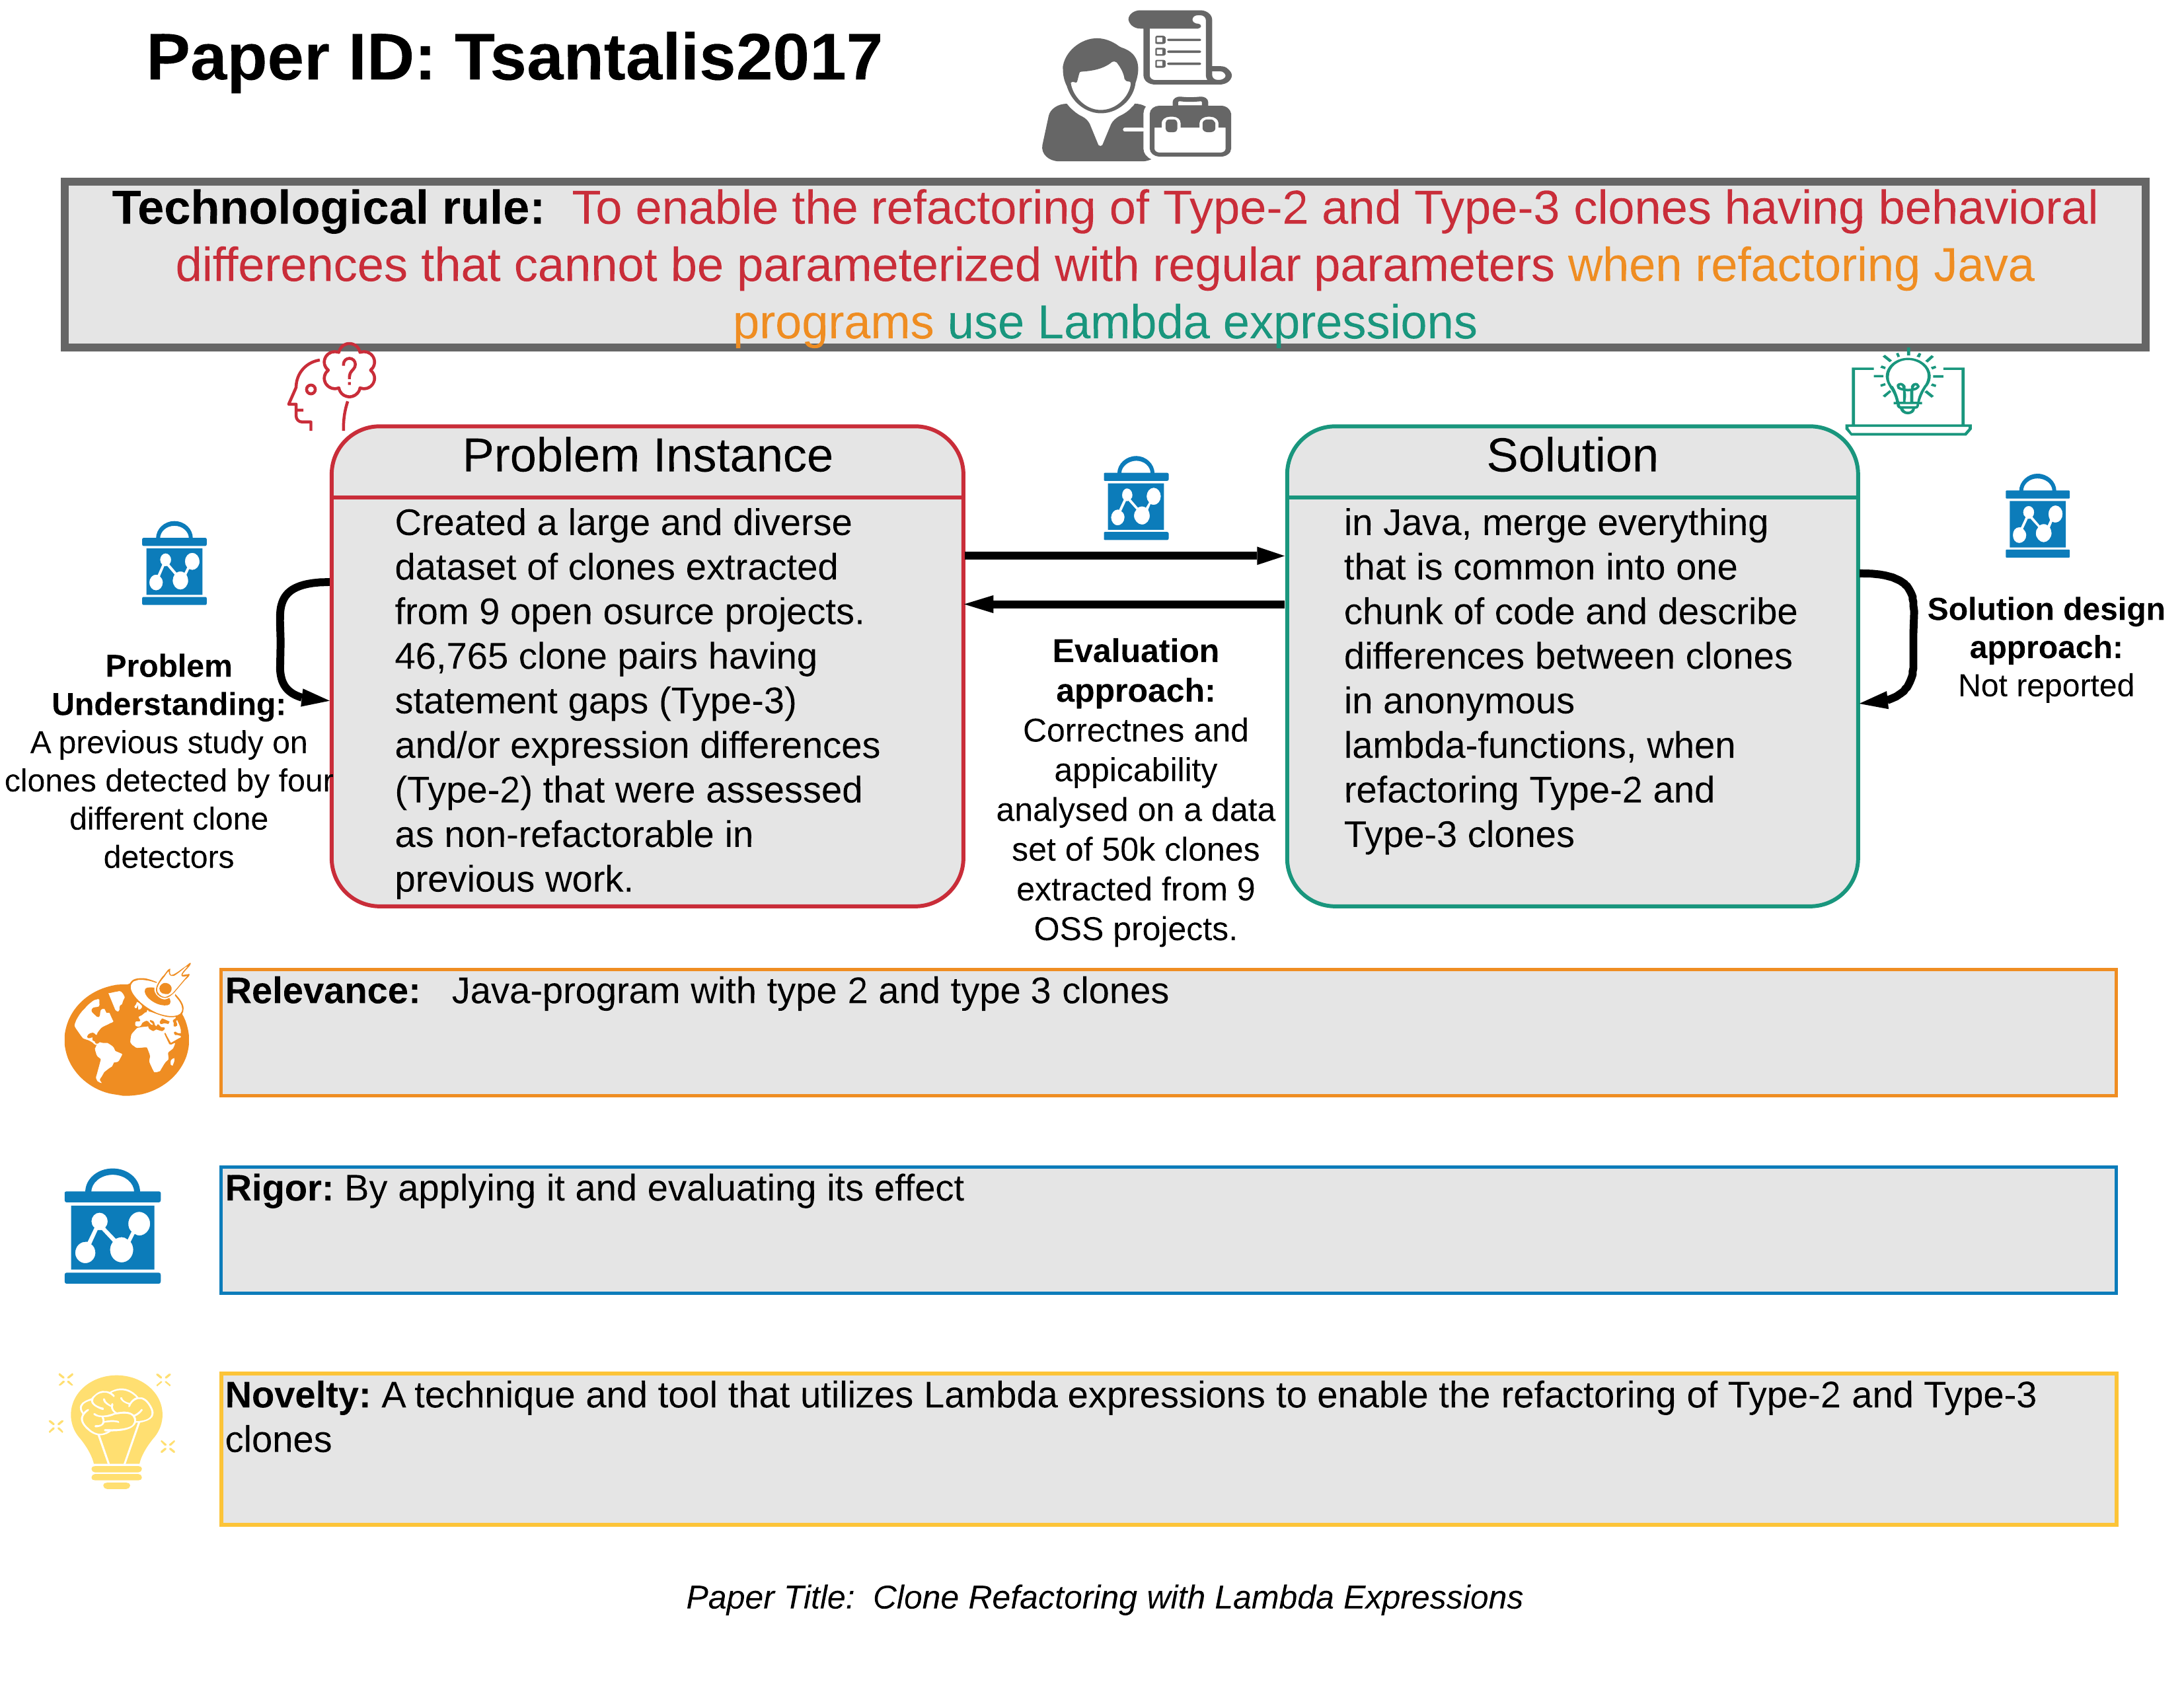 Paper ID: Tsantalis2017
Technological rule: To enable the refactoring of Type-2 and Type-3 clones having behavioral
differences that cannot be parameterized with regular parameters when refactoring Java
programs use Lambda expressions
?
Problem
Understanding:
A previous study on
clones detected by four
different clone
detectors
Problem Instance
Created a large and diverse
dataset of clones extracted
from 9 open osurce projects.
46,765 clone pairs having
statement gaps (Type-3)
and/or expression differences
(Type-2) that were assessed
as non-refactorable in
previous work.
Evaluation
approach:
Correctnes and
appicability
analysed on a data
set of 50k clones
extracted from 9
OSS projects.
Solution
in Java, merge everything
that is common into one
chunk of code and describe
differences between clones
in anonymous
lambda-functions, when
refactoring Type-2 and
Type-3 clones
Solution design
approach:
Not reported
Relevance: Java-program with type 2 and type 3 clones
Rigor: By applying it and evaluating its effect
Novelty: A technique and tool that utilizes Lambda expressions to enable the refactoring of Type-2 and Type-3
clones
Paper Title: Clone Refactoring with Lambda Expressions